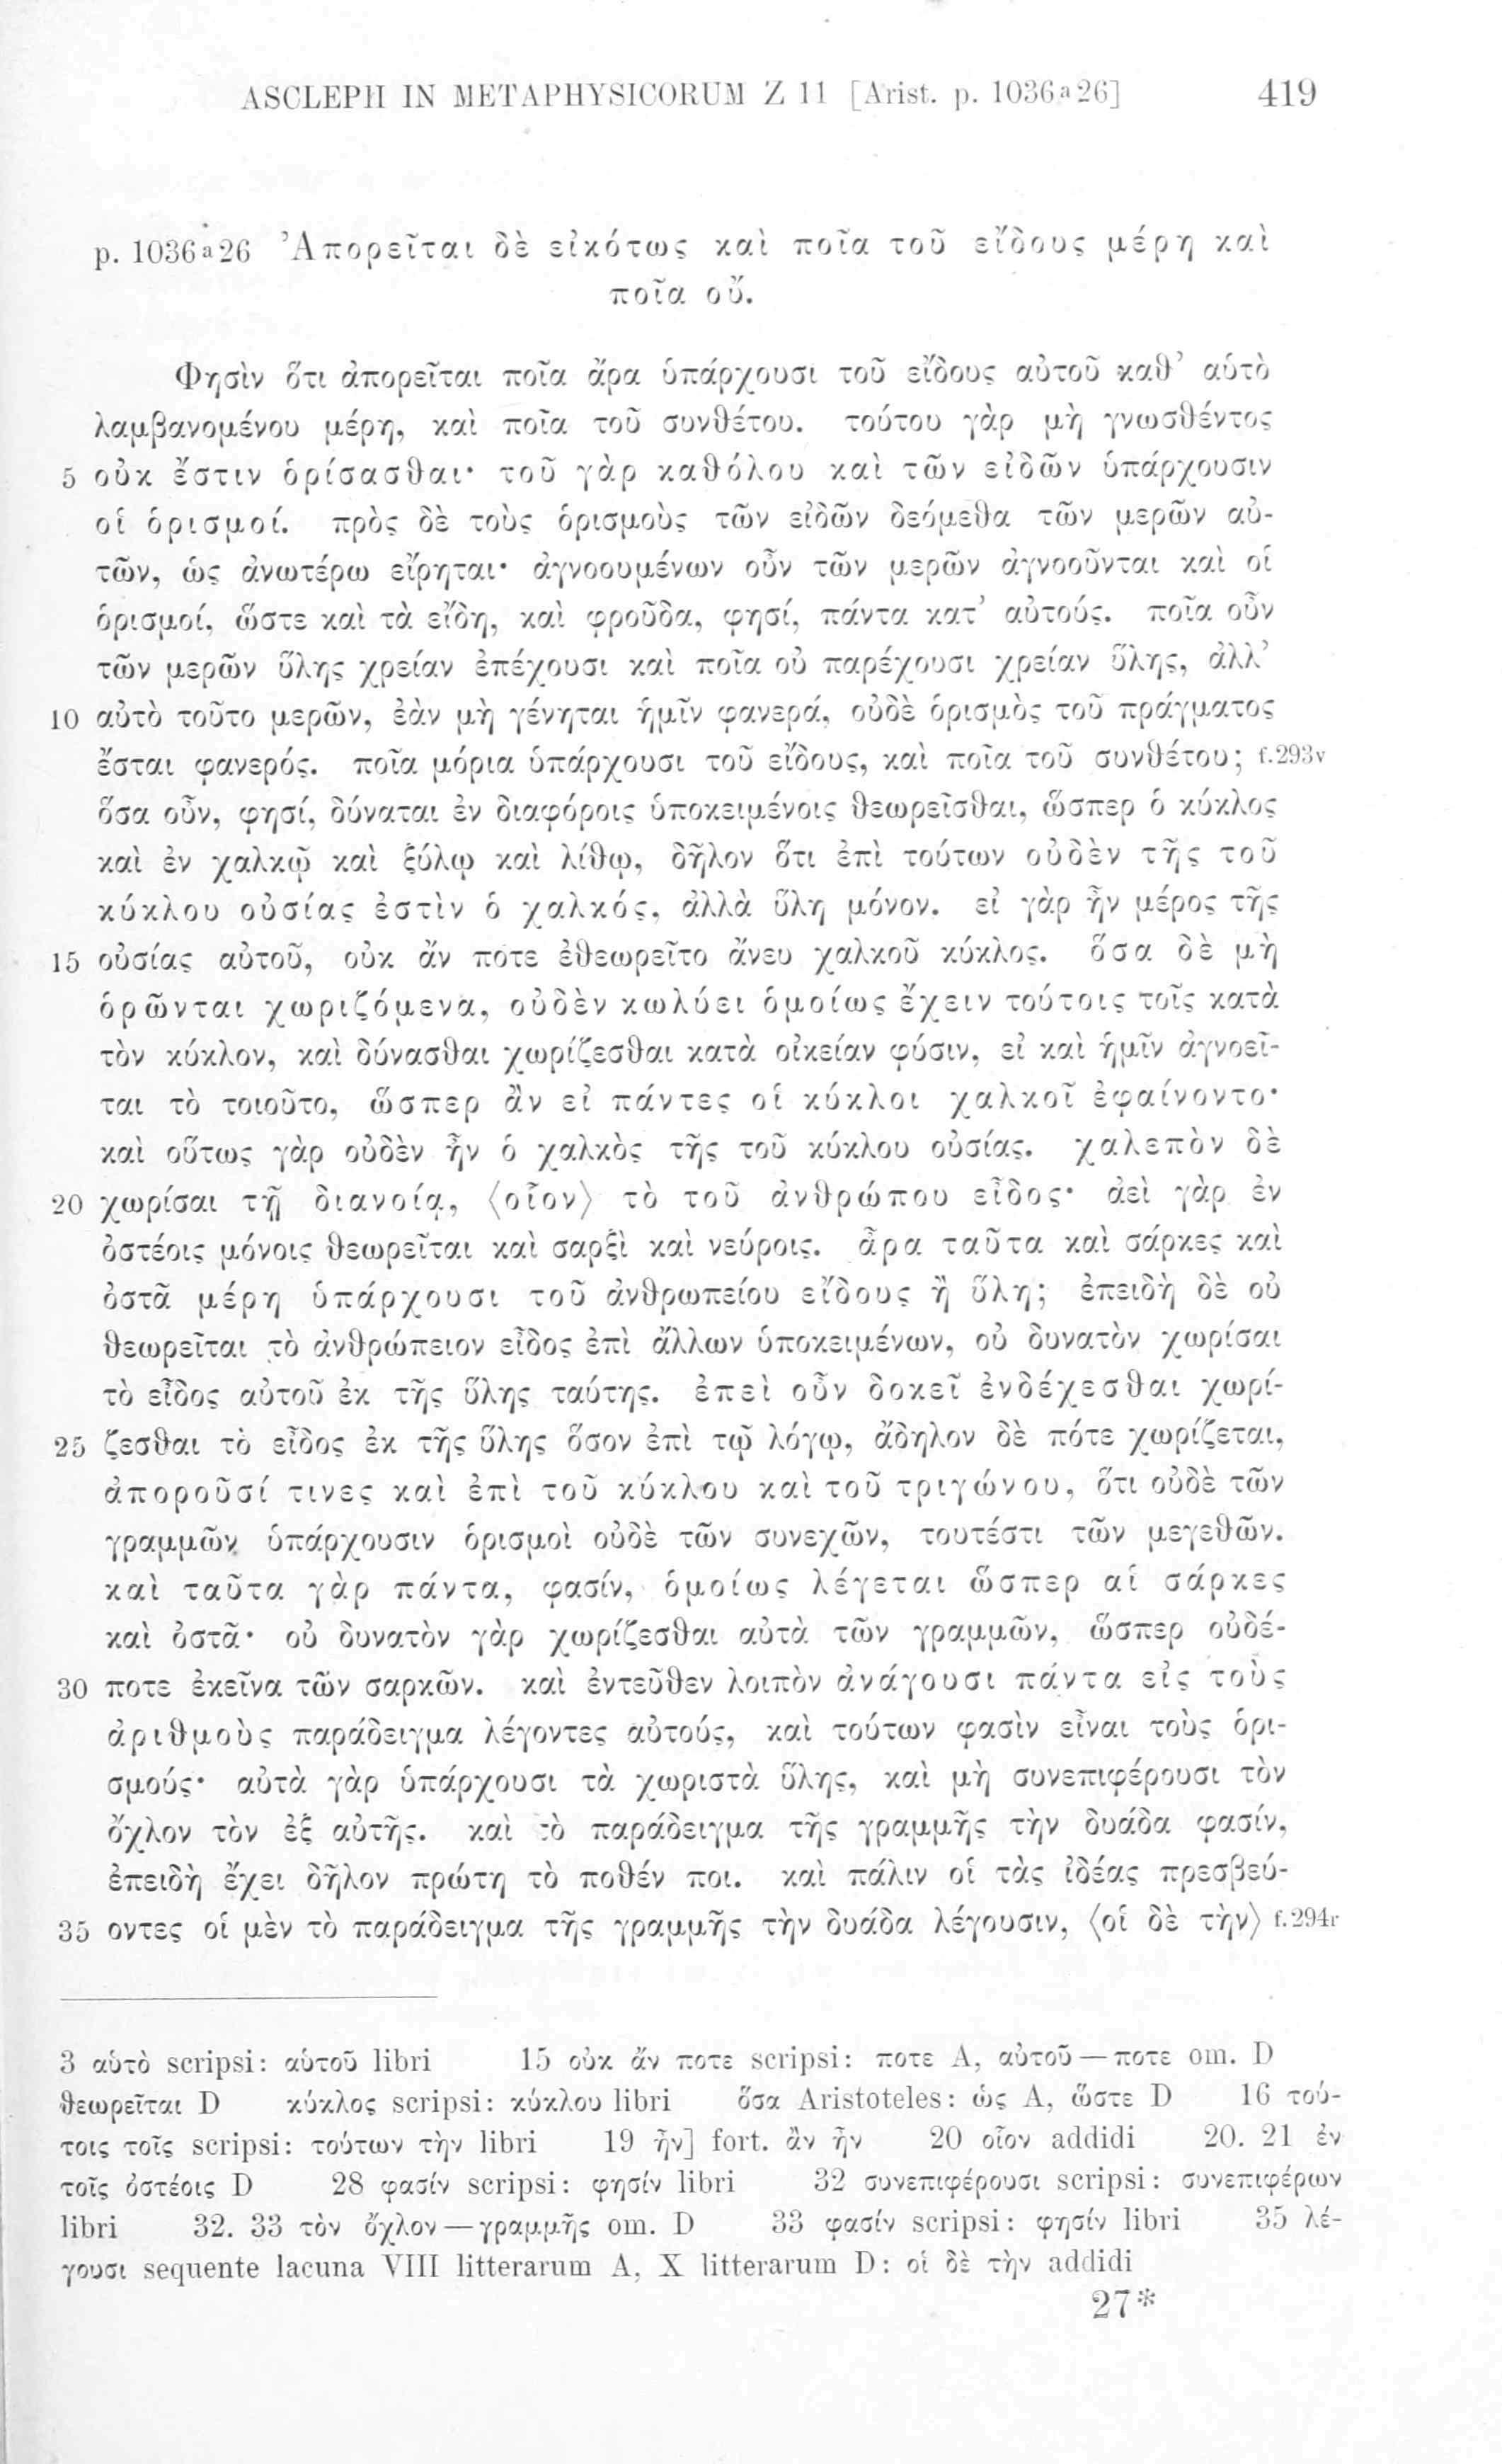 ASCLEPII IN METAPHYSICORUM Z 11 [Arist. p. 1036a26] 419
p. 1036a26 Ἀπορεῖται δὲ εἰκότως καὶ ποῖα τοῦ εἴδους μέρη καὶ
ποῖα οὔ.
Φησὶν ὅτι ἀπορεῖται ποῖα ἄρα ὑπάρχουσι τοῦ εἴδους αὐτοῦ καθ’ αὑτὸ
λαμβανομένου μέρη, καὶ ποῖα τοῦ συνθέτου. τούτου γὰρ μὴ γνωσθέντος
5 οὐκ ἔστιν ὁρίσασθαι· τοῦ γὰρ καθόλου καὶ τῶν εἰδῶν ὑπάρχουσιν
οἱ ὁρισμοί. πρὸς δὲ τοὺς ὁρισμοὺς τῶν εἰδῶν δεόμεθα τῶν μερῶν αὐ-
τῶν, ὡς ἀνωτέρω εἴρηται· ἀγνοουμένων οὖν τῶν μερῶν ἀγνοοῦνται καὶ οἱ
ὁρισμοί, ὥστε καὶ τὰ εἴδη, καὶ φροῦδα, φησί, πάντα κατ’ αὐτούς. ποῖα οὖν
τῶν μερῶν ὕλης χρείαν ἐπέχουσι καὶ ποῖα οὐ παρέχουσι χρείαν ὕλης, ἀλλ’
10 αὐτὸ τοῦτο μερῶν, ἐὰν μὴ γένηται ἡμῖν φανερά, οὐδὲ ὁρισμὸς τοῦ πράγματος
ἔσται φανερός. ποῖα μόρια ὑπάρχουσι τοῦ εἴδους, καὶ ποῖα τοῦ συνθέτου; f.293v
ὅσα οὖν, φησί, δύναται ἐν διαφόροις ὑποκειμένοις θεωρεῖσθαι, ὥσπερ ὁ κύκλος
καὶ ἐν χαλκῷ καὶ ξύλῳ καὶ λίθῳ, δῆλον ὅτι ἐπὶ τούτων οὐδὲν τῆς τοῦ
κύκλου οὐσίας ἐστὶν ὁ χαλκός, ἀλλὰ ὕλη μόνον. εἰ γὰρ ἦν μέρος τῆς
15 οὐσίας αὐτοῦ, οὐκ ἄν ποτε ἐθεωρεῖτο ἄνευ χαλκοῦ κύκλος. ὅσα δὲ μὴ
ὁρῶνται χωριζόμενα, οὐδὲν κωλύει ὁμοίως ἔχειν τούτοις τοῖς κατὰ
τὸν κύκλον, καὶ δύνασθαι χωρίζεσθαι κατὰ οἰκείαν φύσιν, εἰ καὶ ἡμῖν ἀγνοεῖ-
ται τὸ τοιοῦτο, ὥσπερ ἂν εἰ πάντες οἱ κύκλοι χαλκοῖ ἐφαίνοντο·
καὶ οὕτως γὰρ οὐδὲν ἦν ὁ χαλκὸς τῆς τοῦ κύκλου οὐσίας. χαλεπὸν δὲ
20 χωρίσαι τῇ διανοίᾳ, ⟨οἷον⟩ τὸ τοῦ ἀνθρώπου εἶδος· ἀεὶ γὰρ ἐν
ὀστέοις μόνοις θεωρεῖται καὶ σαρξὶ καὶ νεύροις. ἆρα ταῦτα καὶ σάρκες καὶ
ὀστᾶ μέρη ὑπάρχουσι τοῦ ἀνθρωπείου εἴδους ἢ ὕλη; ἐπειδὴ δὲ οὐ
θεωρεῖται τὸ ἀνθρώπειον εἶδος ἐπὶ ἄλλων ὑποκειμένων, οὐ δυνατὸν χωρίσαι
τὸ εἶδος αὐτοῦ ἐκ τῆς ὕλης ταύτης. ἐπεὶ οὖν δοκεῖ ἐνδέχεσθαι χωρί-
25 ζεσθαι τὸ εἶδος ἐκ τῆς ὕλης ὅσον ἐπὶ τῷ λόγῳ, ἄδηλον δὲ πότε χωρίζεται,
ἀποροῦσί τινες καὶ ἐπὶ τοῦ κύκλου καὶ τοῦ τριγώνου, ὅτι οὐδὲ τῶν
γραμμῶν ὑπάρχουσιν ὁρισμοὶ οὐδὲ τῶν συνεχῶν, τουτέστι τῶν μεγεθῶν.
καὶ ταῦτα γὰρ πάντα, φασίν, ὁμοίως λέγεται ὥσπερ αἱ σάρκες
καὶ ὀστᾶ· οὐ δυνατὸν γὰρ χωρίζεσθαι αὐτὰ τῶν γραμμῶν, ὥσπερ οὐδέ-
30 ποτε ἐκεῖνα τῶν σαρκῶν. καὶ ἐντεῦθεν λοιπὸν ἀνάγουσι πάντα εἰς τοὺς
ἀριθμοὺς παράδειγμα λέγοντες αὐτούς, καὶ τούτων φασὶν εἶναι τοὺς ὁρι-
σμούς· αὐτὰ γὰρ ὑπάρχουσι τὰ χωριστὰ ὕλης, καὶ μὴ συνεπιφέρουσι τὸν
ὄχλον τὸν ἐξ αὐτῆς. καὶ τὸ παράδειγμα τῆς γραμμῆς τὴν δυάδα φασίν,
ἐπειδὴ ἔχει δῆλον πρώτη τὸ ποθέν ποι. καὶ πάλιν οἱ τὰς ἰδέας πρεσβεύ-
35 οντες οἱ μὲν τὸ παράδειγμα τῆς γραμμῆς τὴν δυάδα λέγουσιν, ⟨οἱ δὲ τὴν⟩ f.294r
3 αὑτὸ scripsi: αὑτοῦ libri 15 οὐκ ἄν ποτε scripsi: ποτε A, αὐτοῦ — ποτε om. D
θεωρεῖται D κύκλος scripsi: κύκλου libri ὅσα Aristoteles: ὡς A, ὥστε D 16 τού-
τοις τοῖς scripsi: τούτων τὴν libri 19 ἦν] fort. ἂν ἦν 20 οἷον addidi 20. 21 ἐν
τοῖς ὀστέοις D 28 φασίν scripsi: φησίν libri 32 συνεπιφέρουσι scripsi: συνεπιφέρων
libri 32. 33 τὸν ὄχλον — γραμμῆς om. D 33 φασίν scripsi: φησίν libri 35 λέ-
γουσι sequente lacuna VIII litterarum A, X litterarum D: οἱ δὲ τὴν addidi
27*